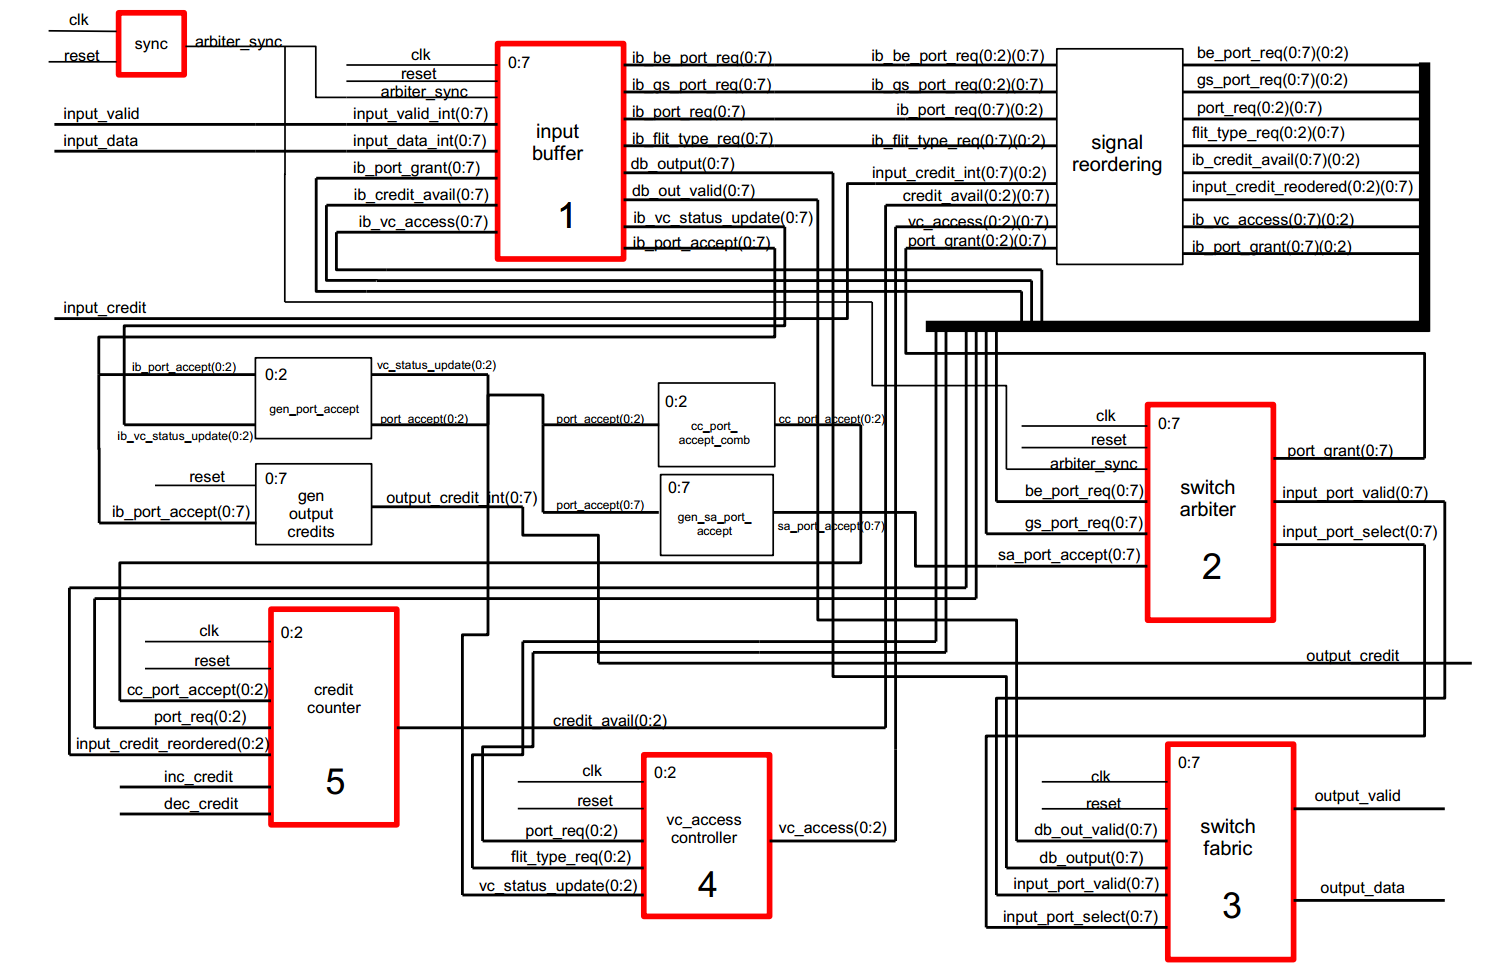 clk
reset
sync
arbiter_sync
input_valid
input_data
clk
reset
arbiter_sync
input_valid_int(0:7)
input_data_int(0:7)
ib_port_grant(0:7)
ib_credit_avail(0:7)
ib_vc_access(0:7)
0:7
input
buffer
1
ib_be_port_req(0:7)
ib_gs_port_req(0:7)
ib_port_req(0:7)
ib_flit_type_req(0:7)
db_output(0:7)
db_out_valid(0:7)
ib_vc_status_update(0:7)
ib_port_accept(0:7)
ib_be_port_req(0:2)(0:7)
ib_gs_port_req(0:2)(0:7)
ib_port_req(0:7)(0:2)
ib_flit_type_req(0:7)(0:2)
input_credit_int(0:7)(0:2)
credit_avail(0:2)(0:7)
vc_access(0:2)(0:7)
port_grant(0:2)(0:7)
signal
reordering
be_port_req(0:7)(0:2)
gs_port_req(0:7)(0:2)
port_req(0:2)(0:7)
flit_type_req(0:2)(0:7)
ib_credit_avail(0:7)(0:2)
input_credit_reodered(0:2)(0:7)
ib_vc_access(0:7)(0:2)
ib_port_grant(0:7)(0:2)
input_credit
ib_port_accept(0:2)
ib_vc_status_update(0:2)
0:2
gen_port_accept
vc_status_update(0:2)
port_accept(0:2)
port_accept(0:2)
0:2
cc_port_
accept_comb
cc_port_accept(0:2)
reset
ib_port_accept(0:7)
0:7
gen
output
credits
output_credit_int(0:7)
port_accept(0:7)
0:7
gen_sa_port_
accept
sa_port_accept(0:7)
clk
reset
arbiter_sync
be_port_req(0:7)
gs_port_req(0:7)
sa_port_accept(0:7)
0:7
switch
arbiter
2
port_grant(0:7)
input_port_valid(0:7)
input_port_select(0:7)
output_credit
clk
reset
cc_port_accept(0:2)
port_req(0:2)
input_credit_reordered(0:2)
inc_credit
dec_credit
0:2
credit
counter
5
credit_avail(0:2)
clk
reset
port_req(0:2)
flit_type_req(0:2)
vc_status_update(0:2)
0:2
vc_access
controller
4
vc_access(0:2)
clk
reset
db_out_valid(0:7)
db_output(0:7)
input_port_valid(0:7)
input_port_select(0:7)
0:7
switch
fabric
3
output_valid
output_data